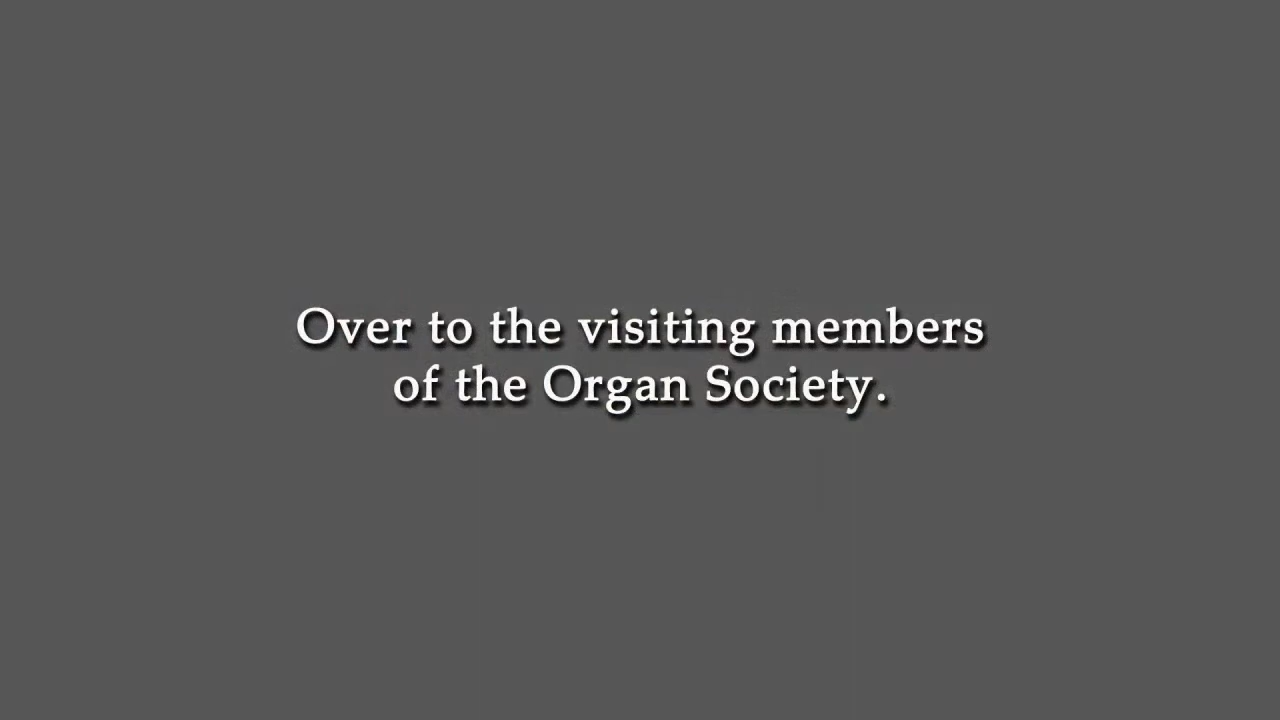 Over to the visiting members
of the Organ Society.